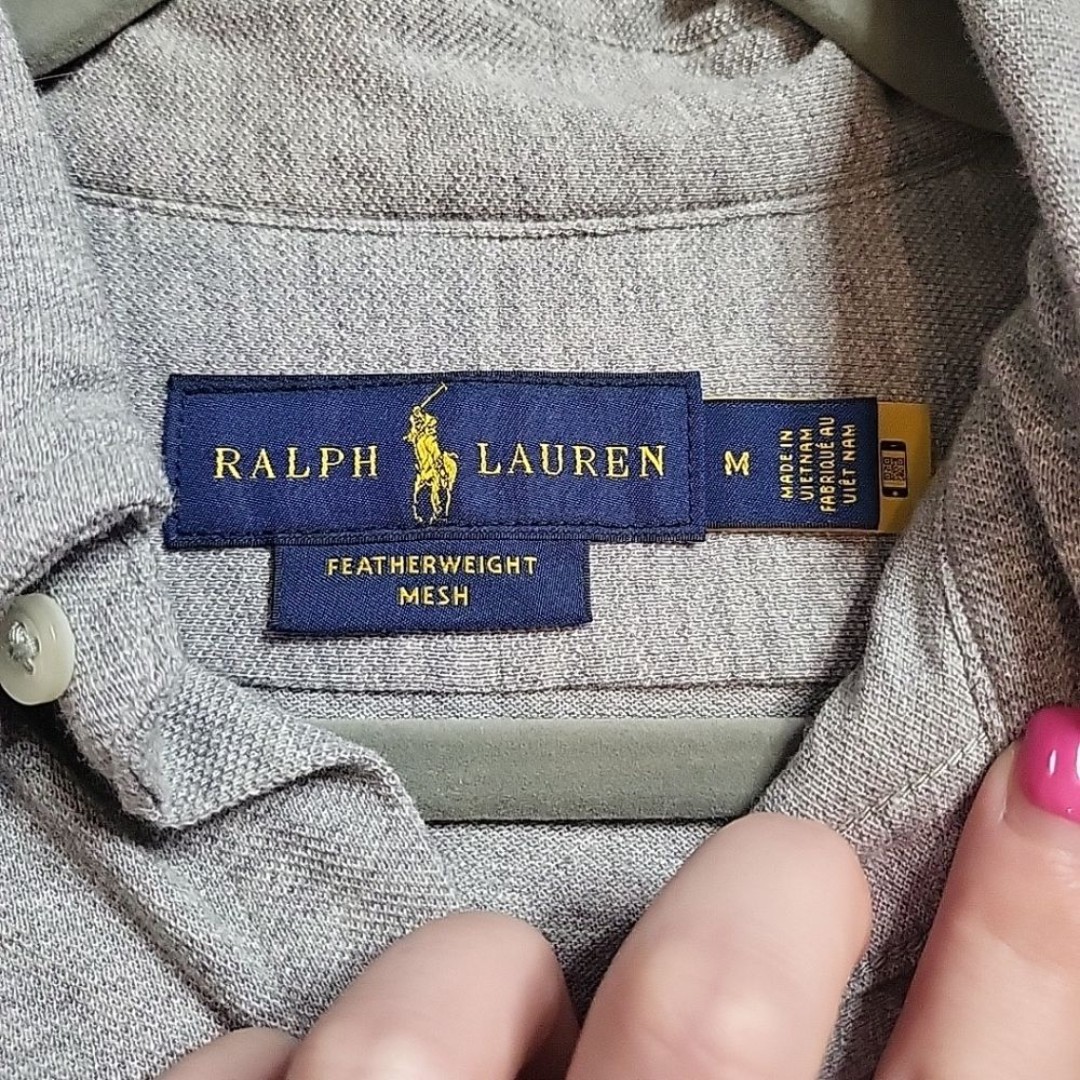 RALPH LAUREN
FEATHERWEIGHT
MESH
M
MADE IN
VIETNAM
FABRIQUÉ AU
VIÊT NAM